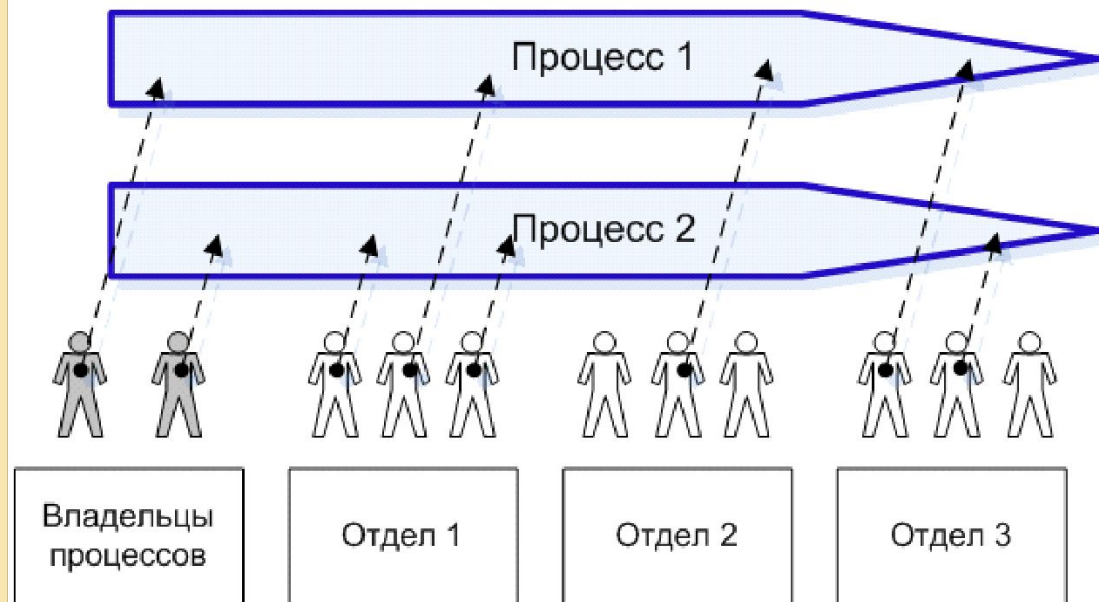 Процесс 1
Процесс 2
Владельцы
процессов
Отдел 1
Отдел 2
Отдел 3